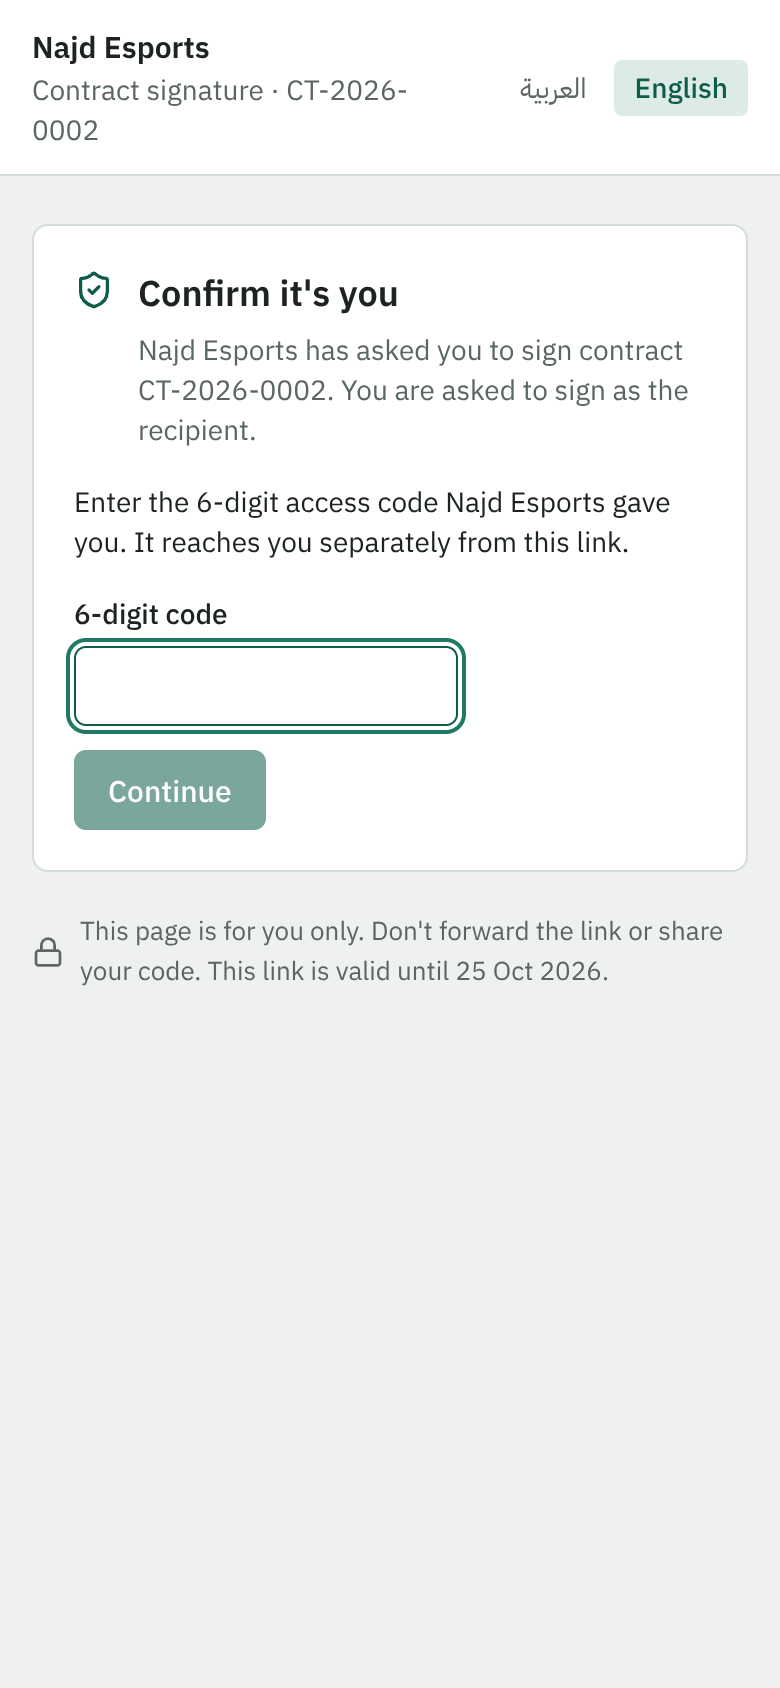 Najd Esports
Contract signature · CT-2026-
0002
العربية
English
Confirm it's you
Najd Esports has asked you to sign contract
CT-2026-0002. You are asked to sign as the
recipient.
Enter the 6-digit access code Najd Esports gave
you. It reaches you separately from this link.
6-digit code
Continue
This page is for you only. Don't forward the link or share
your code. This link is valid until 25 Oct 2026.